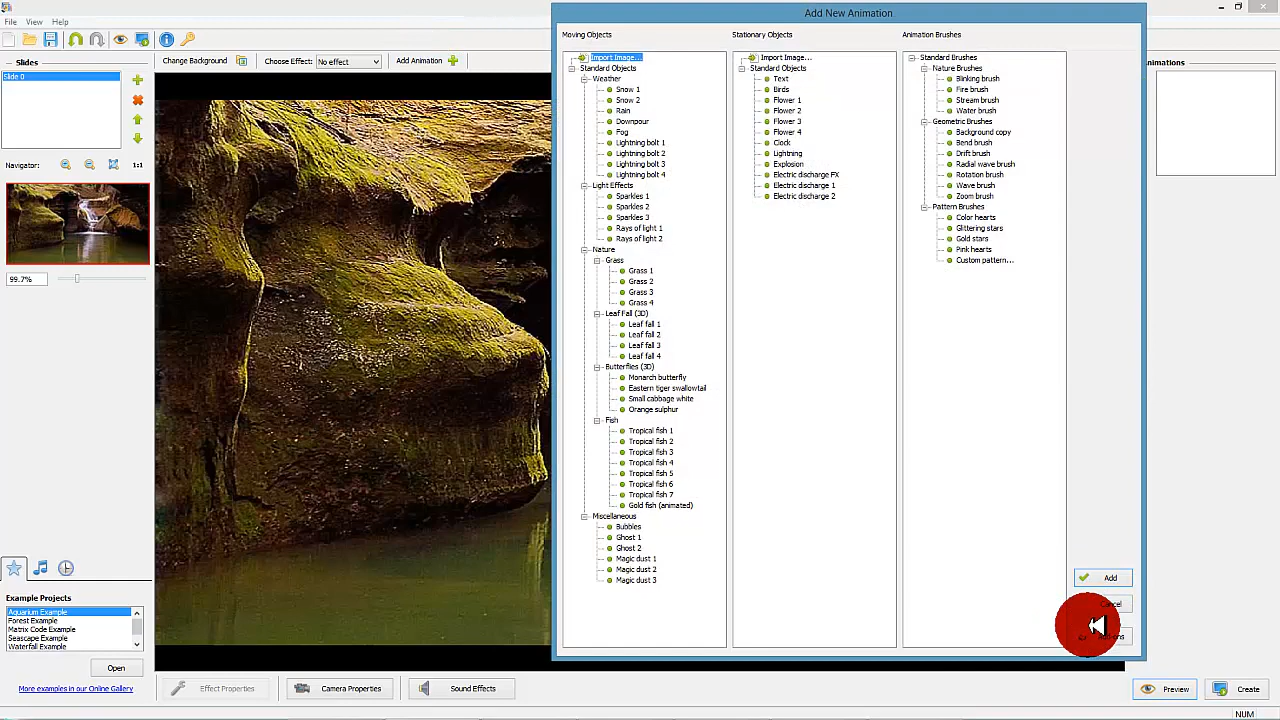 Add New Animation
File View Help
Moving Objects
Stationary Objects
Animation Brushes
Slides
Slide 0
Navigator:
1:1
99.7%
Change Background
Choose Effect:
No effect
Add Animation
Import Image...
Standard Objects
Weather
Snow 1
Snow 2
Rain
Downpour
Fog
Lightning bolt 1
Lightning bolt 2
Lightning bolt 3
Lightning bolt 4
Light Effects
Sparkles 1
Sparkles 2
Sparkles 3
Rays of light 1
Rays of light 2
Nature
Grass
Grass 1
Grass 2
Grass 3
Grass 4
Leaf Fall (3D)
Leaf fall 1
Leaf fall 2
Leaf fall 3
Leaf fall 4
Butterflies (3D)
Monarch butterfly
Eastern tiger swallowtail
Small cabbage white
Orange sulphur
Fish
Tropical fish 1
Tropical fish 2
Tropical fish 3
Tropical fish 4
Tropical fish 5
Tropical fish 6
Tropical fish 7
Gold fish (animated)
Miscellaneous
Bubbles
Ghost 1
Ghost 2
Magic dust 1
Magic dust 2
Magic dust 3
Import Image...
Standard Objects
Text
Birds
Flower 1
Flower 2
Flower 3
Flower 4
Clock
Lightning
Explosion
Electric discharge FX
Electric discharge 1
Electric discharge 2
Standard Brushes
Nature Brushes
Blinking brush
Fire brush
Stream brush
Water brush
Geometric Brushes
Background copy
Bend brush
Drift brush
Radial wave brush
Rotation brush
Wave brush
Zoom brush
Pattern Brushes
Color hearts
Glittering stars
Gold stars
Pink hearts
Custom pattern...
Add
Cancel
Example Projects
Aquarium Example
Forest Example
Matrix Code Example
Seascape Example
Waterfall Example
Open
More examples in our Online Gallery
Effect Properties
Camera Properties
Sound Effects
Preview
Create
NUM